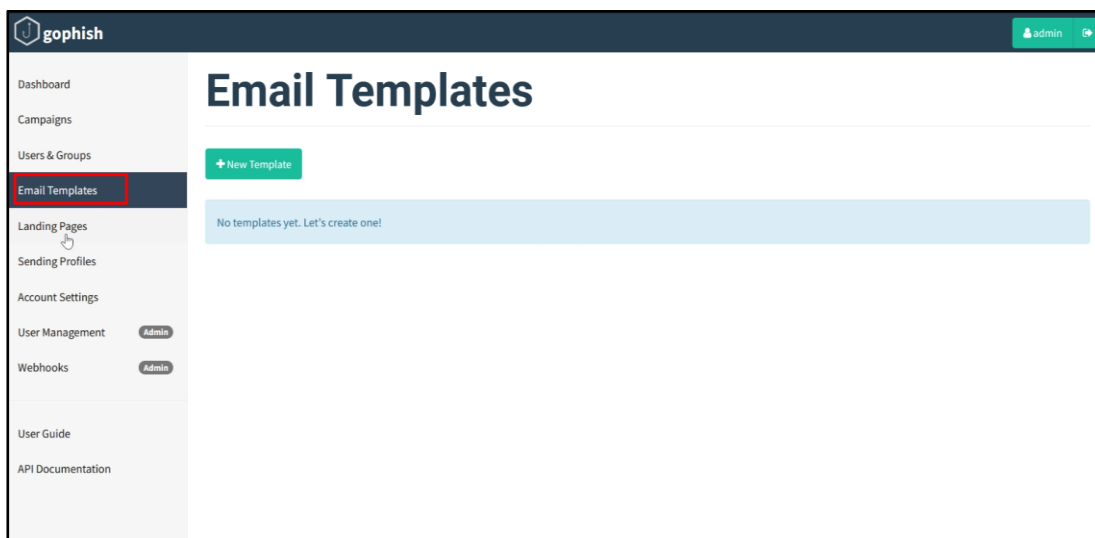 gophish
admin
Dashboard
Campaigns
Users & Groups
Email Templates
Landing Pages
Sending Profiles
Account Settings
User Management Admin
Webhooks Admin
User Guide
API Documentation
Email Templates
New Template
No templates yet. Let's create one!